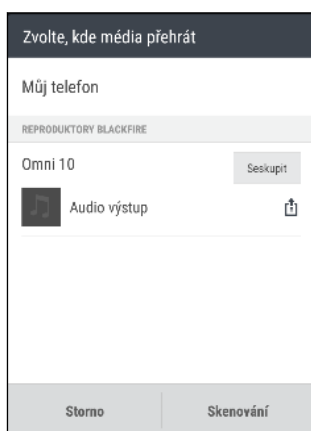 Zvolte, kde média přehrát
Můj telefon
REPRODUKTORY BLACKFIRE
Omni 10
Seskupit
Audio výstup
Storno
Skenování